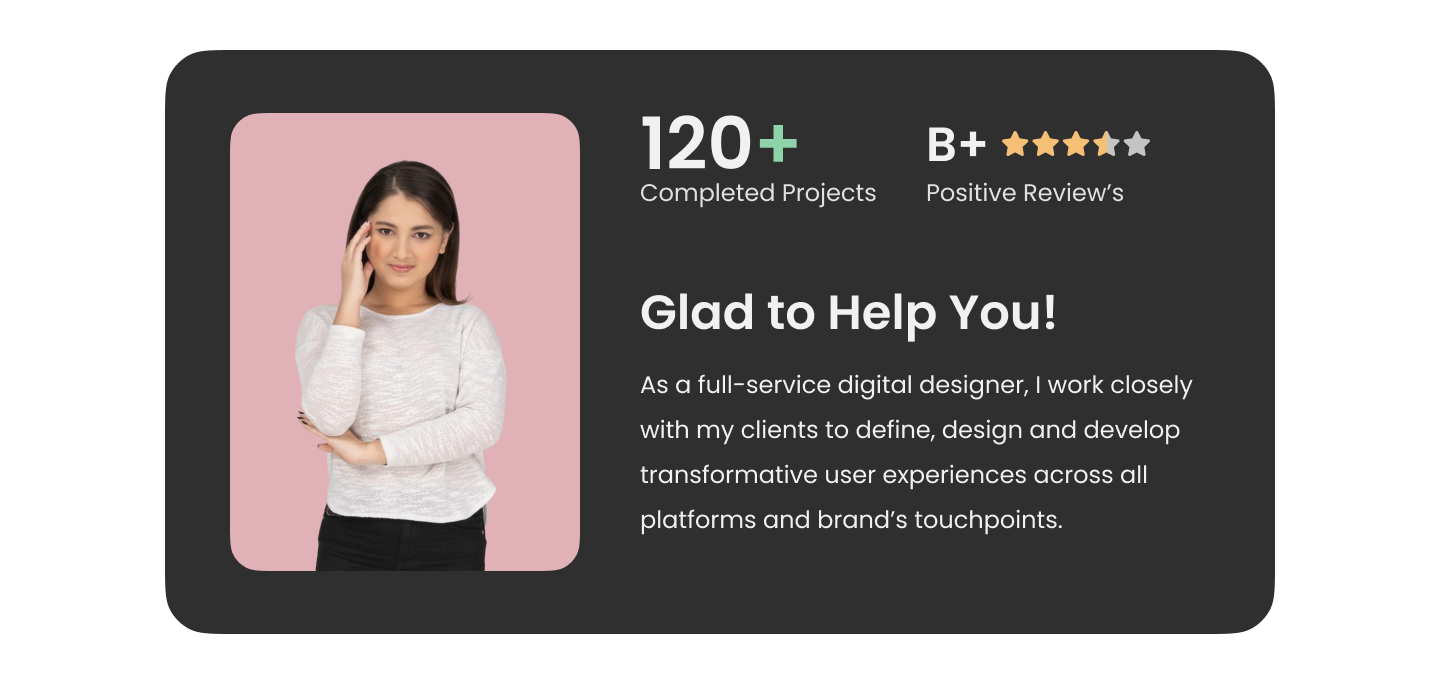 120+
Completed Projects
B+
Positive Review’s
Glad to Help You!
As a full-service digital designer, I work closely
with my clients to define, design and develop
transformative user experiences across all
platforms and brand’s touchpoints.